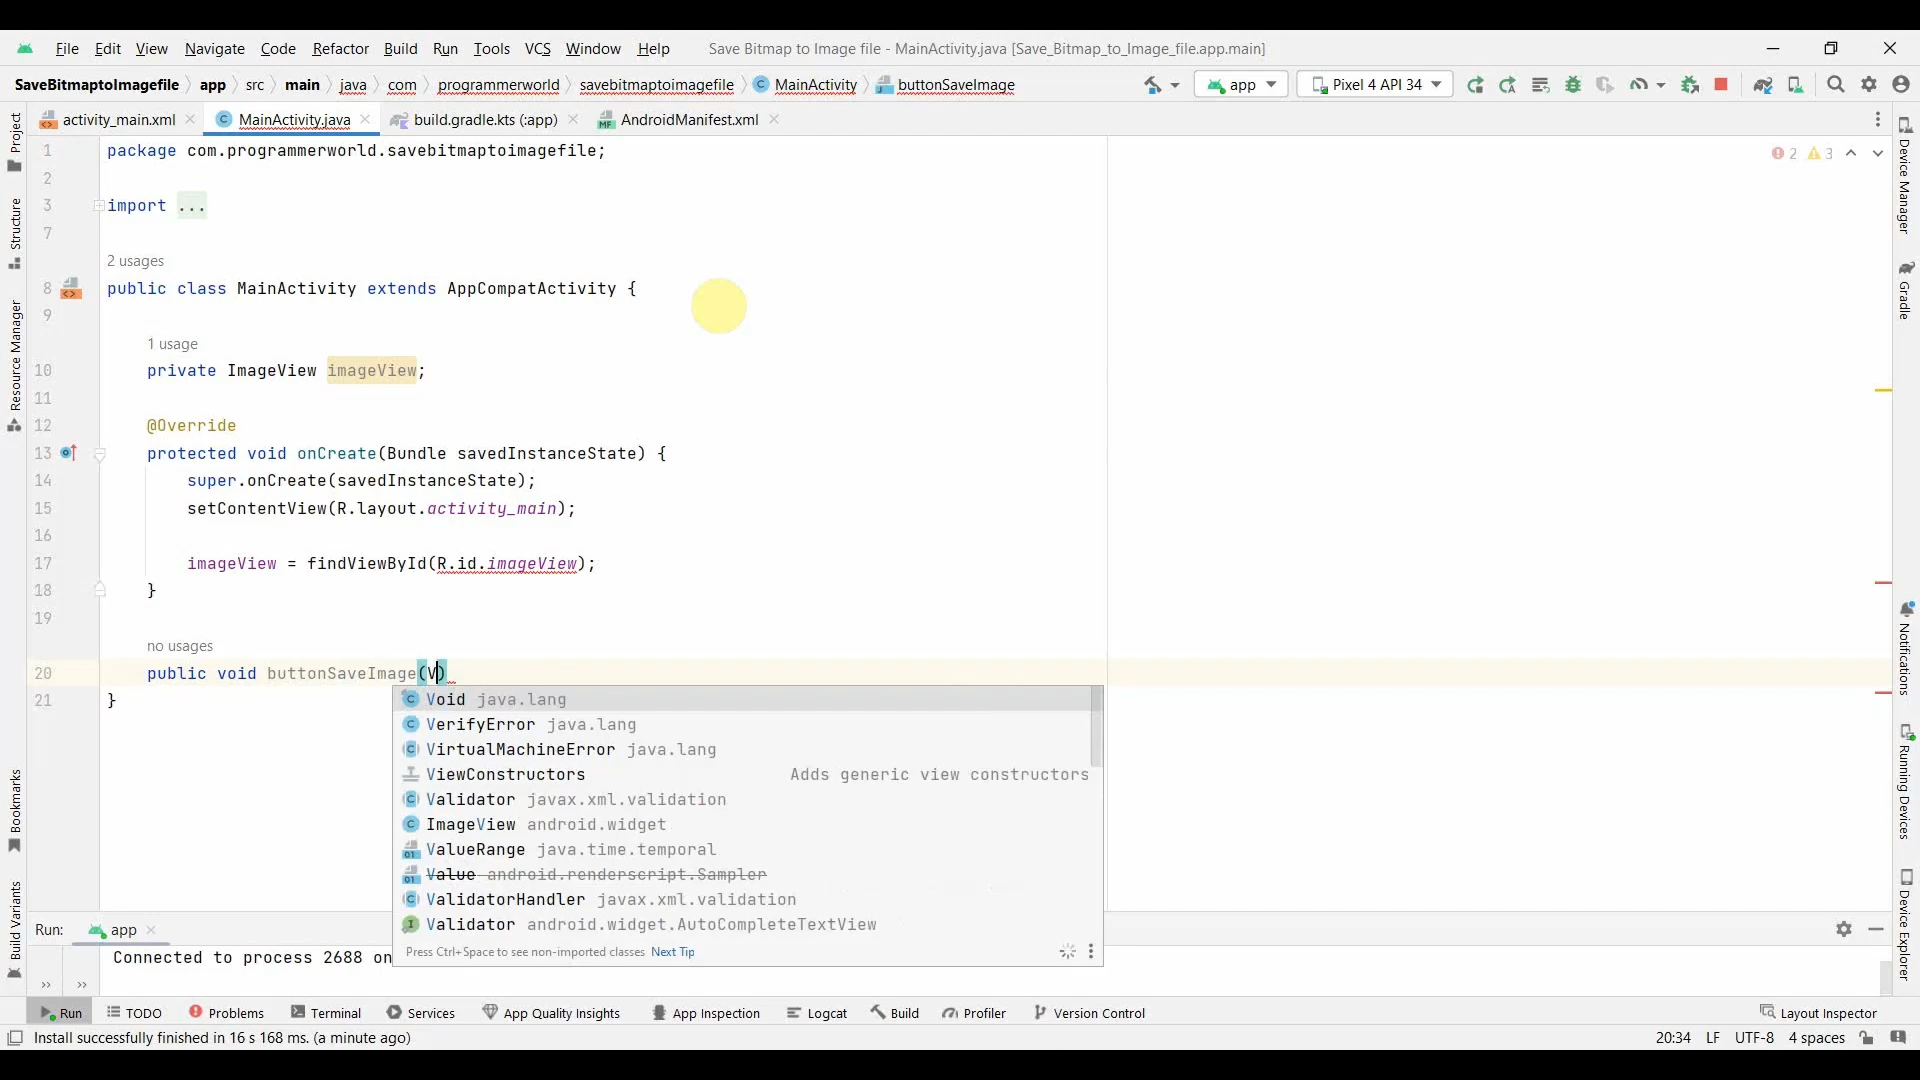 File Edit View Navigate Code Refactor Build Run Tools VCS Window Help Save Bitmap to Image file - MainActivity.java [Save_Bitmap_to_Image_file.app.main]
SaveBitmaptoImagefile app src main java com programmerworld savebitmaptoimagefile MainActivity buttonSaveImage app Pixel 4 API 34
activity_main.xml MainActivity.java build.gradle.kts (:app) AndroidManifest.xml
Project
Structure
Resource Manager
Bookmarks
Build Variants
1 package com.programmerworld.savebitmaptoimagefile;
2 3
2
3 import ...
7
2 usages
8 public class MainActivity extends AppCompatActivity {
9
1 usage
10 private ImageView imageView;
11
12 @Override
13 protected void onCreate(Bundle savedInstanceState) {
14 super.onCreate(savedInstanceState);
15 setContentView(R.layout.activity_main);
16
17 imageView = findViewById(R.id.imageView);
18 }
19
no usages
20 public void buttonSaveImage(V)
21 }
Void java.lang
VerifyError java.lang
VirtualMachineError java.lang
ViewConstructors Adds generic view constructors
Validator javax.xml.validation
ImageView android.widget
ValueRange java.time.temporal
Value android.renderscript.Sampler
ValidatorHandler javax.xml.validation
Validator android.widget.AutoCompleteTextView
Press Ctrl+Space to see non-imported classes Next Tip
Device Manager
Gradle
Notifications
Running Devices
Device Explorer
Run: app
Connected to process 2688 on
Run TODO Problems Terminal Services App Quality Insights App Inspection Logcat Build Profiler Version Control Layout Inspector
Install successfully finished in 16 s 168 ms. (a minute ago) 20:34 LF UTF-8 4 spaces